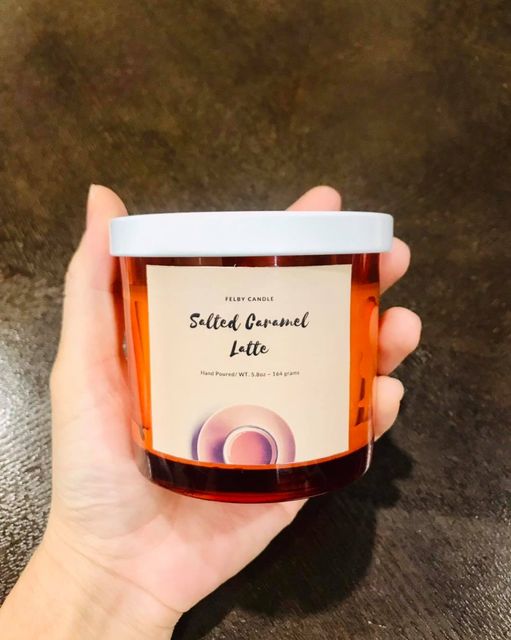 FELBY CANDLE
Salted Caramel
Latte
Hand Poured/ WT. 5.8oz – 164 grams